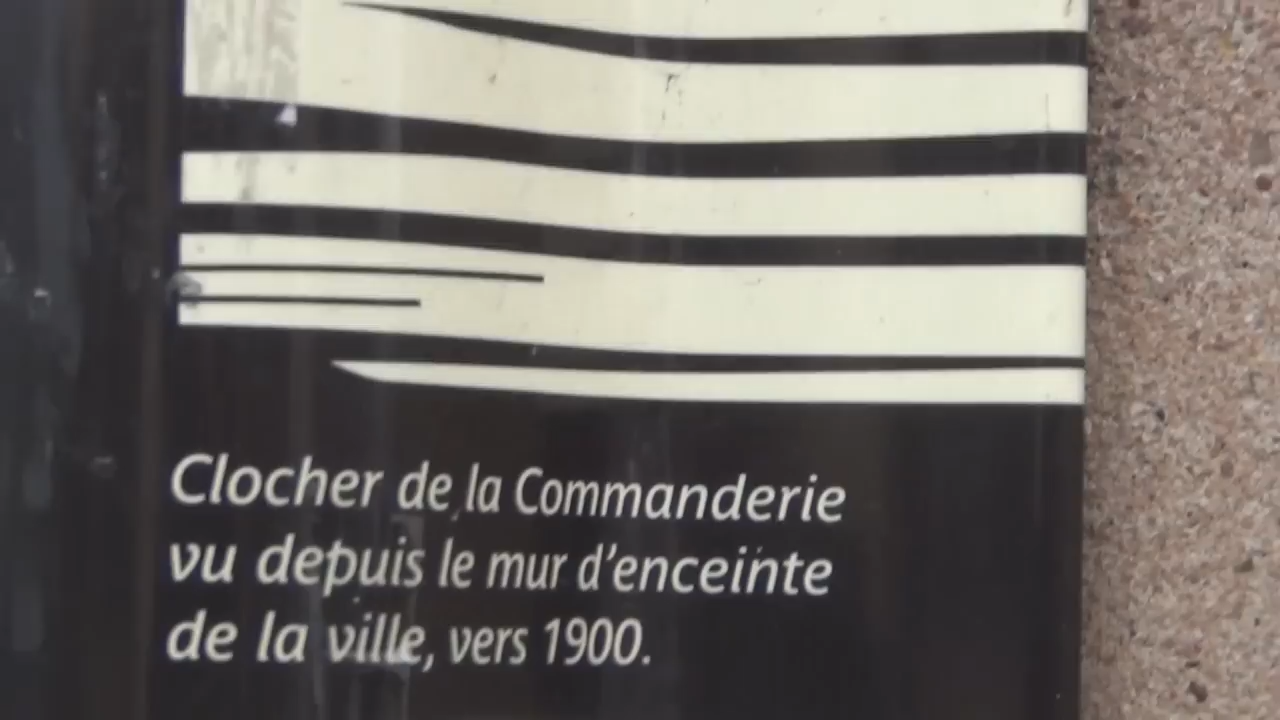 Clocher de la Commanderie
vu depuis le mur d'enceinte
de la ville, vers 1900.